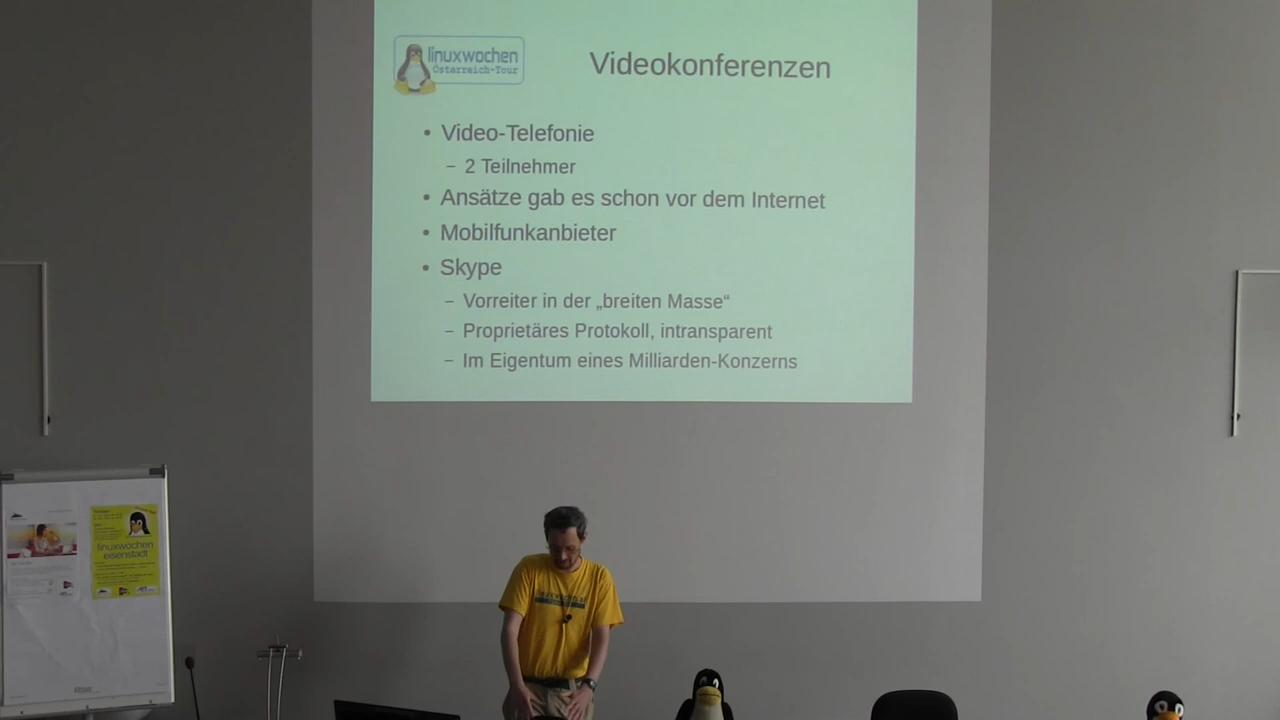 linuxwochen
Österreich-Tour
Videokonferenzen
• Video-Telefonie
– 2 Teilnehmer
• Ansätze gab es schon vor dem Internet
• Mobilfunkanbieter
• Skype
– Vorreiter in der „breiten Masse“
– Proprietäres Protokoll, intransparent
– Im Eigentum eines Milliarden-Konzerns
linuxwochen
eisenstadt